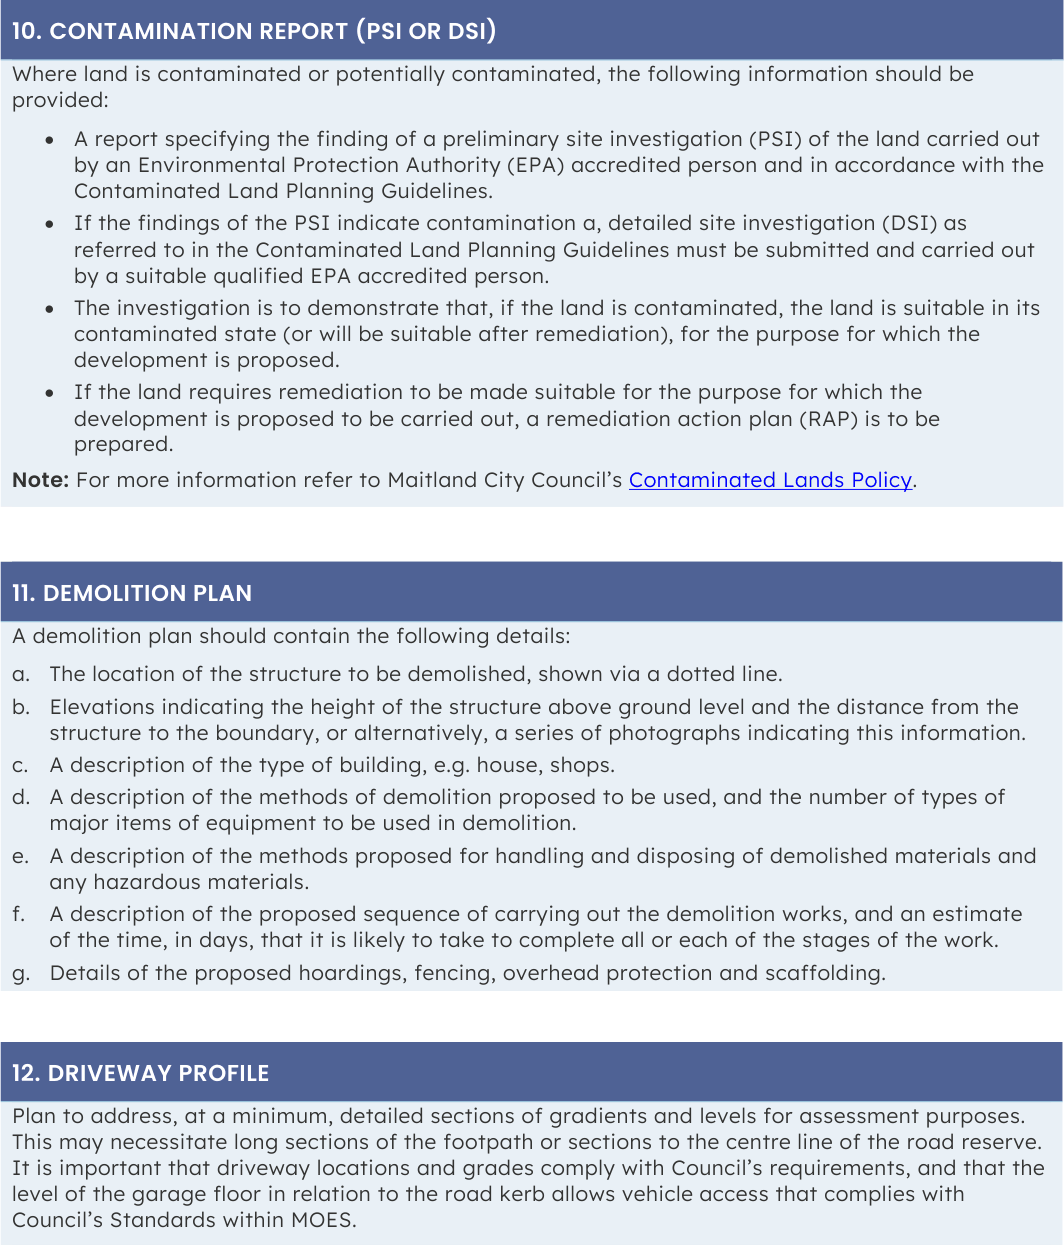 10. CONTAMINATION REPORT (PSI OR DSI)
Where land is contaminated or potentially contaminated, the following information should be
provided:
• A report specifying the finding of a preliminary site investigation (PSI) of the land carried out
by an Environmental Protection Authority (EPA) accredited person and in accordance with the
Contaminated Land Planning Guidelines.
• If the findings of the PSI indicate contamination a, detailed site investigation (DSI) as
referred to in the Contaminated Land Planning Guidelines must be submitted and carried out
by a suitable qualified EPA accredited person.
• The investigation is to demonstrate that, if the land is contaminated, the land is suitable in its
contaminated state (or will be suitable after remediation), for the purpose for which the
development is proposed.
• If the land requires remediation to be made suitable for the purpose for which the
development is proposed to be carried out, a remediation action plan (RAP) is to be
prepared.
Note: For more information refer to Maitland City Council’s Contaminated Lands Policy.
11. DEMOLITION PLAN
A demolition plan should contain the following details:
a. The location of the structure to be demolished, shown via a dotted line.
b. Elevations indicating the height of the structure above ground level and the distance from the
structure to the boundary, or alternatively, a series of photographs indicating this information.
c. A description of the type of building, e.g. house, shops.
d. A description of the methods of demolition proposed to be used, and the number of types of
major items of equipment to be used in demolition.
e. A description of the methods proposed for handling and disposing of demolished materials and
any hazardous materials.
f. A description of the proposed sequence of carrying out the demolition works, and an estimate
of the time, in days, that it is likely to take to complete all or each of the stages of the work.
g. Details of the proposed hoardings, fencing, overhead protection and scaffolding.
12. DRIVEWAY PROFILE
Plan to address, at a minimum, detailed sections of gradients and levels for assessment purposes.
This may necessitate long sections of the footpath or sections to the centre line of the road reserve.
It is important that driveway locations and grades comply with Council’s requirements, and that the
level of the garage floor in relation to the road kerb allows vehicle access that complies with
Council’s Standards within MOES.